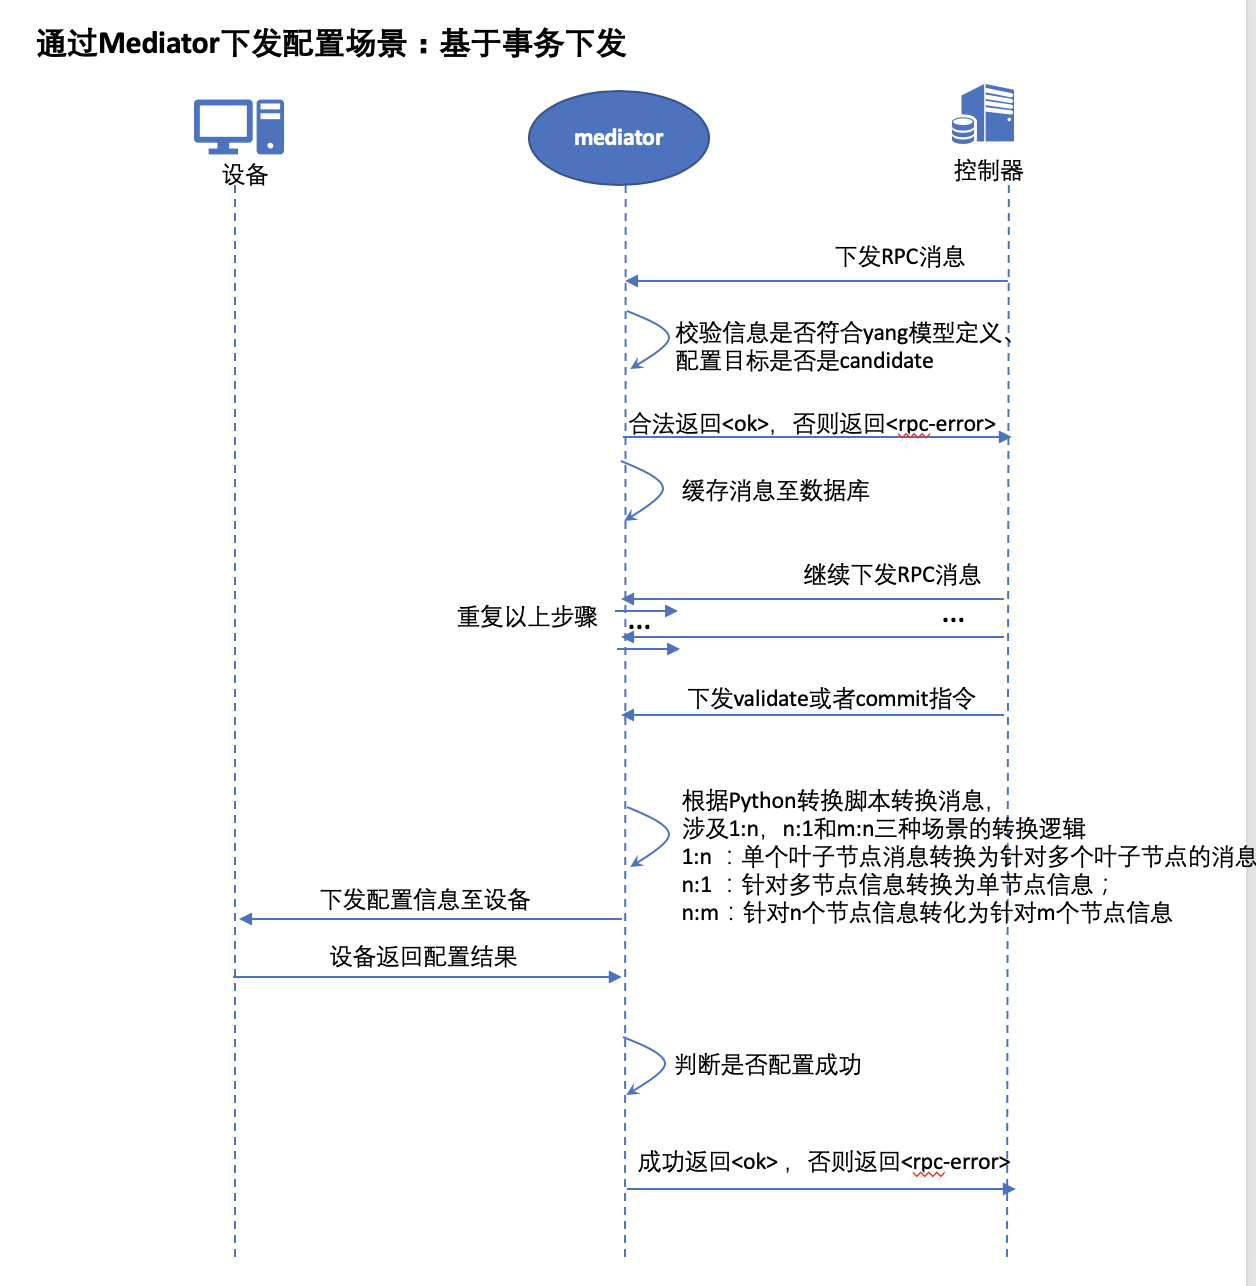 通过Mediator下发配置场景：基于事务下发
mediator
设备
控制器
下发RPC消息
校验信息是否符合yang模型定义、
配置目标是否是candidate
合法返回<ok>，否则返回<rpc-error>
缓存消息至数据库
继续下发RPC消息
重复以上步骤
...
...
下发validate或者commit指令
根据Python转换脚本转换消息，
涉及1:n，n:1和m:n三种场景的转换逻辑
1:n ：单个叶子节点消息转换为针对多个叶子节点的消息
n:1 ：针对多节点信息转换为单节点信息；
n:m：针对n个节点信息转化为针对m个节点信息
下发配置信息至设备
设备返回配置结果
判断是否配置成功
成功返回<ok> ，否则返回<rpc-error>